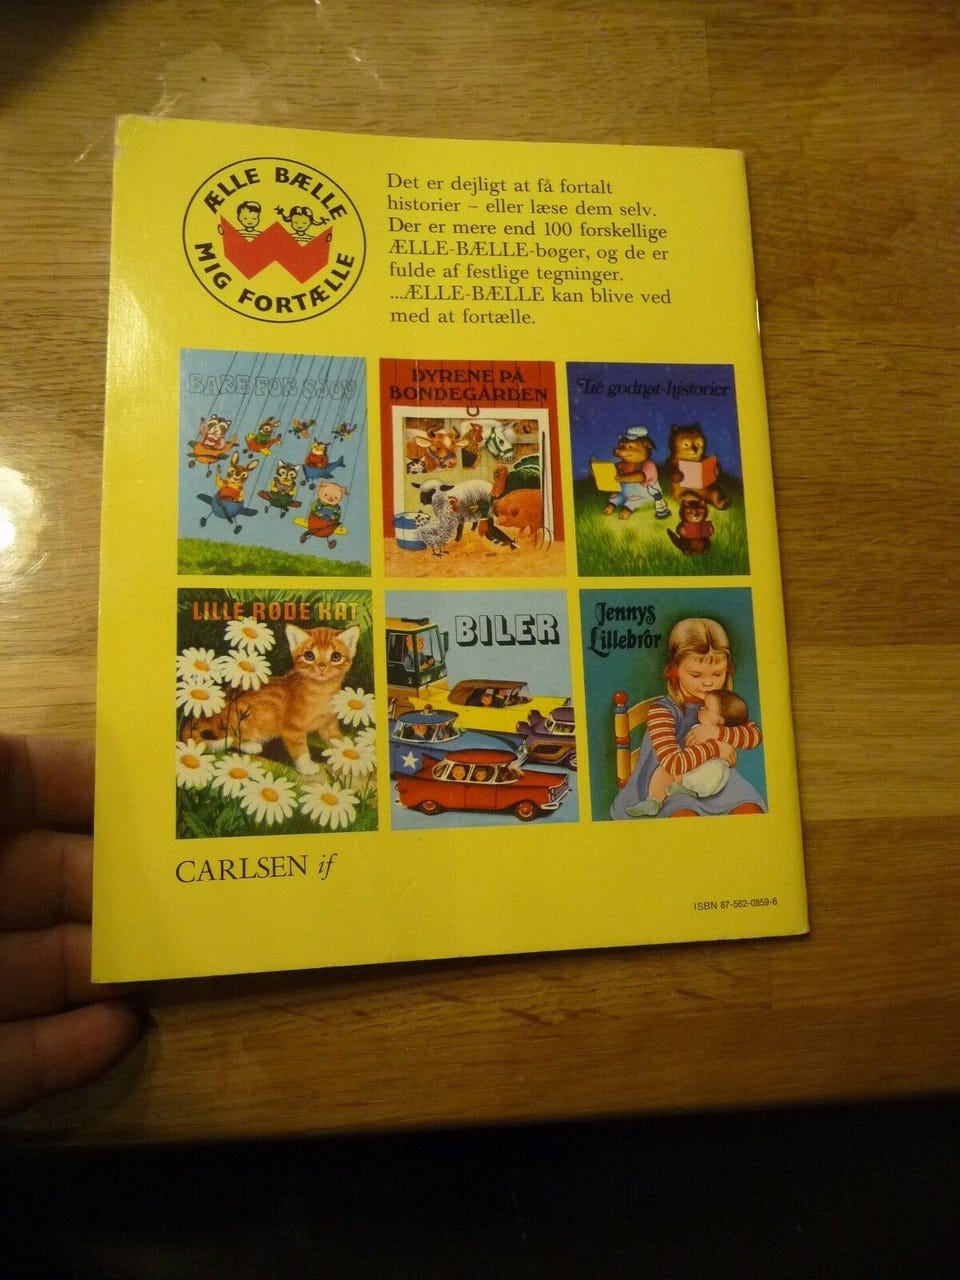 ÆLLE BÆLLE
MIG FORTÆLLE
Det er dejligt at få fortalt
historier – eller læse dem selv.
Der er mere end 100 forskellige
ÆLLE-BÆLLE-bøger, og de er
fulde af festlige tegninger.
...ÆLLE-BÆLLE kan blive ved
med at fortælle.
BARE FOR SJOV
DYRENE PÅ
BONDEGÅRDEN
Ti godnat-historier
LILLE RØDE KAT
BILER
Jennys
Lillebror
CARLSEN if
ISBN 87-562-0859-6